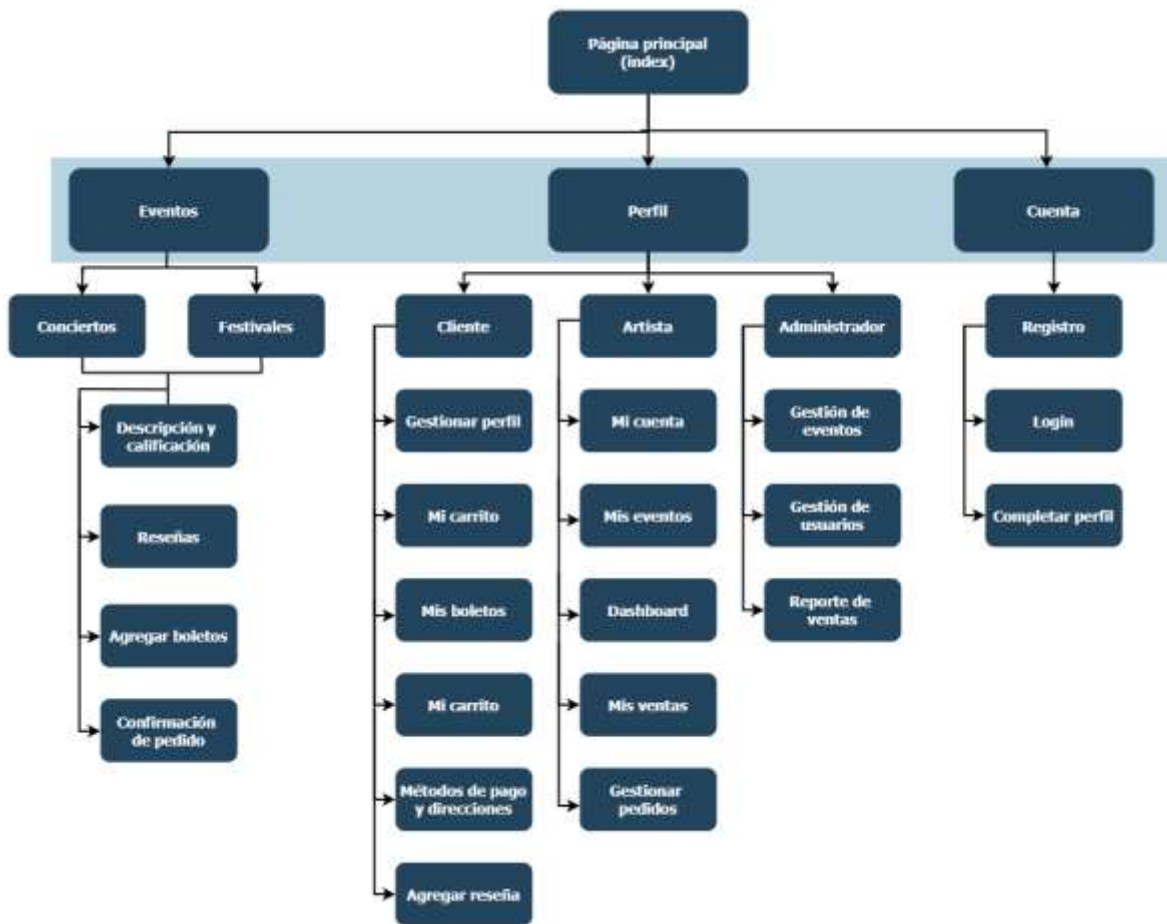 Página principal
(index)
Eventos
Perfil
Cuenta
Conciertos
Festivales
Cliente
Artista
Administrador
Registro
Descripción y
calificación
Reseñas
Agregar boletos
Confirmación
de pedido
Gestionar perfil
Mi carrito
Mis boletos
Mi carrito
Métodos de pago
y direcciones
Agregar reseña
Mi cuenta
Mis eventos
Dashboard
Mis ventas
Gestionar
pedidos
Gestión de
eventos
Gestión de
usuarios
Reporte de
ventas
Login
Completar perfil